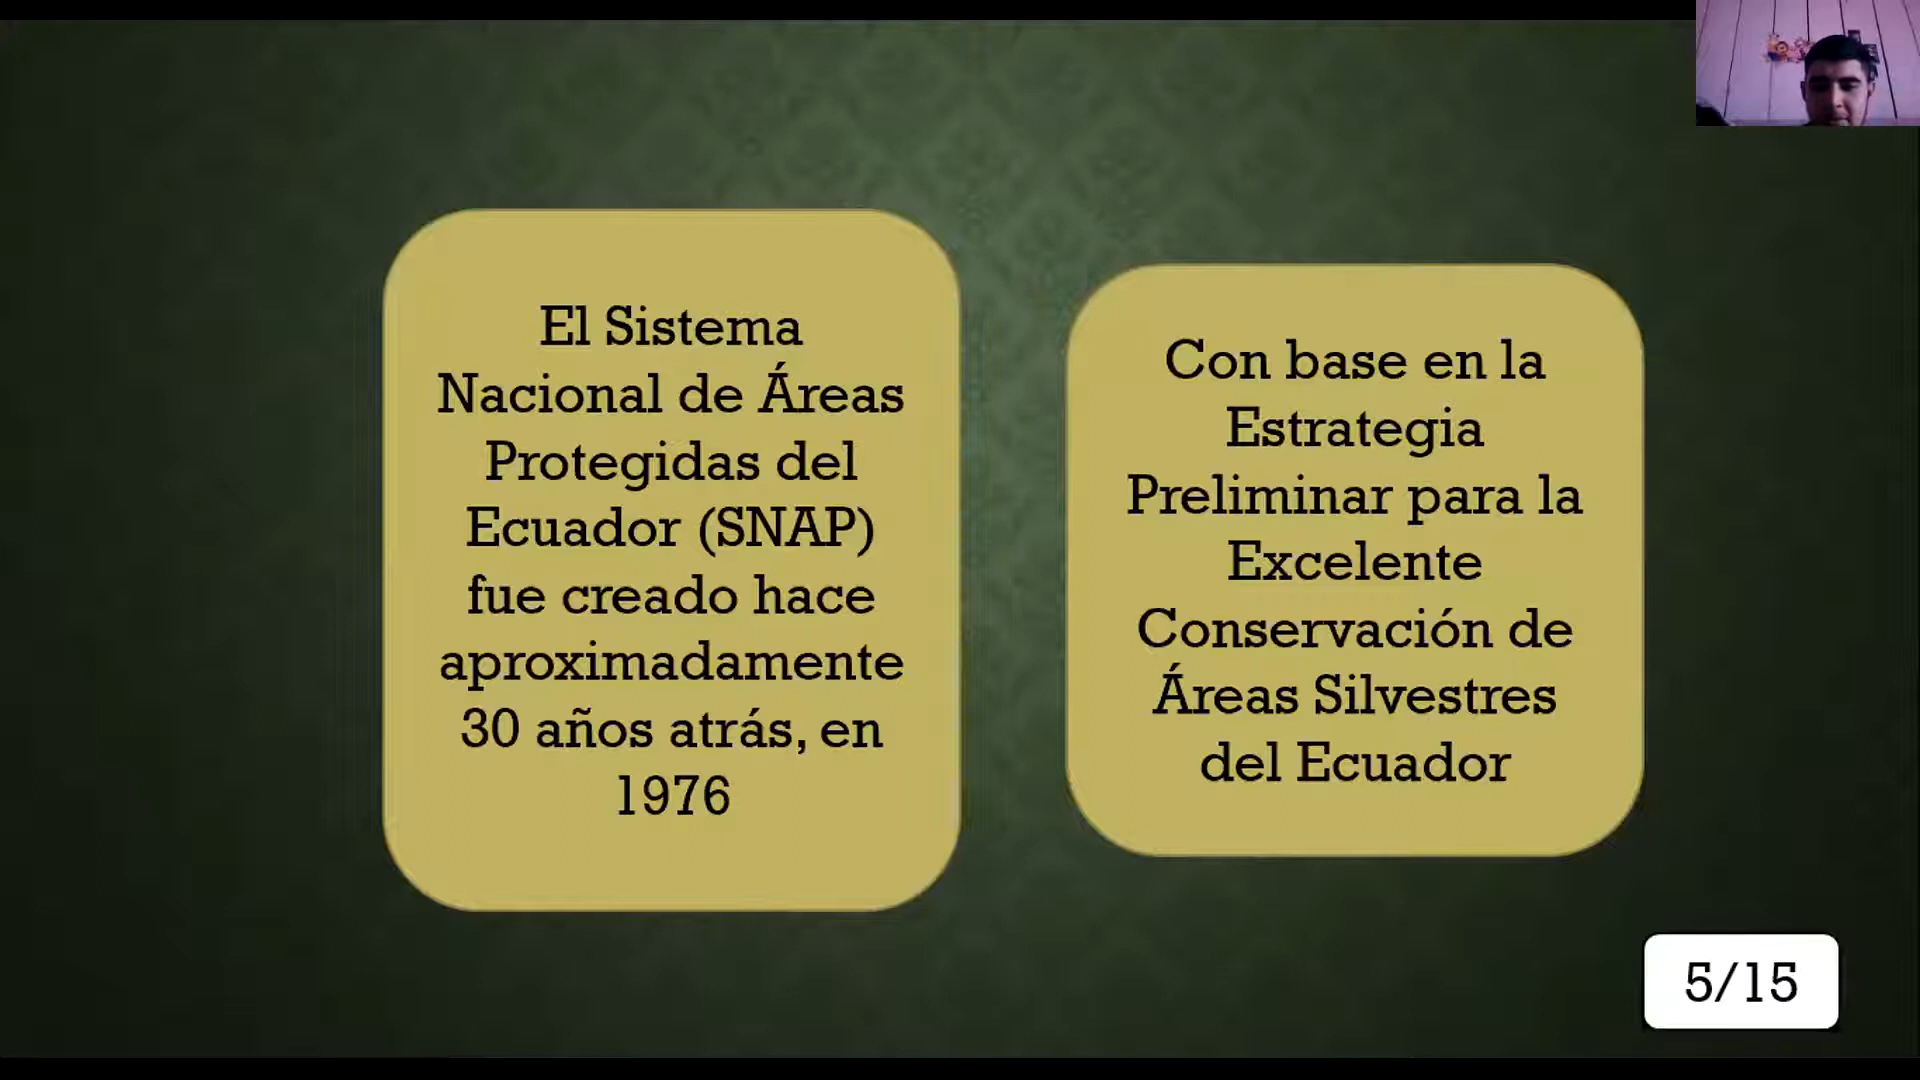 El Sistema
Nacional de Áreas
Protegidas del
Ecuador (SNAP)
fue creado hace
aproximadamente
30 años atrás, en
1976
Con base en la
Estrategia
Preliminar para la
Excelente
Conservación de
Áreas Silvestres
del Ecuador
5/15